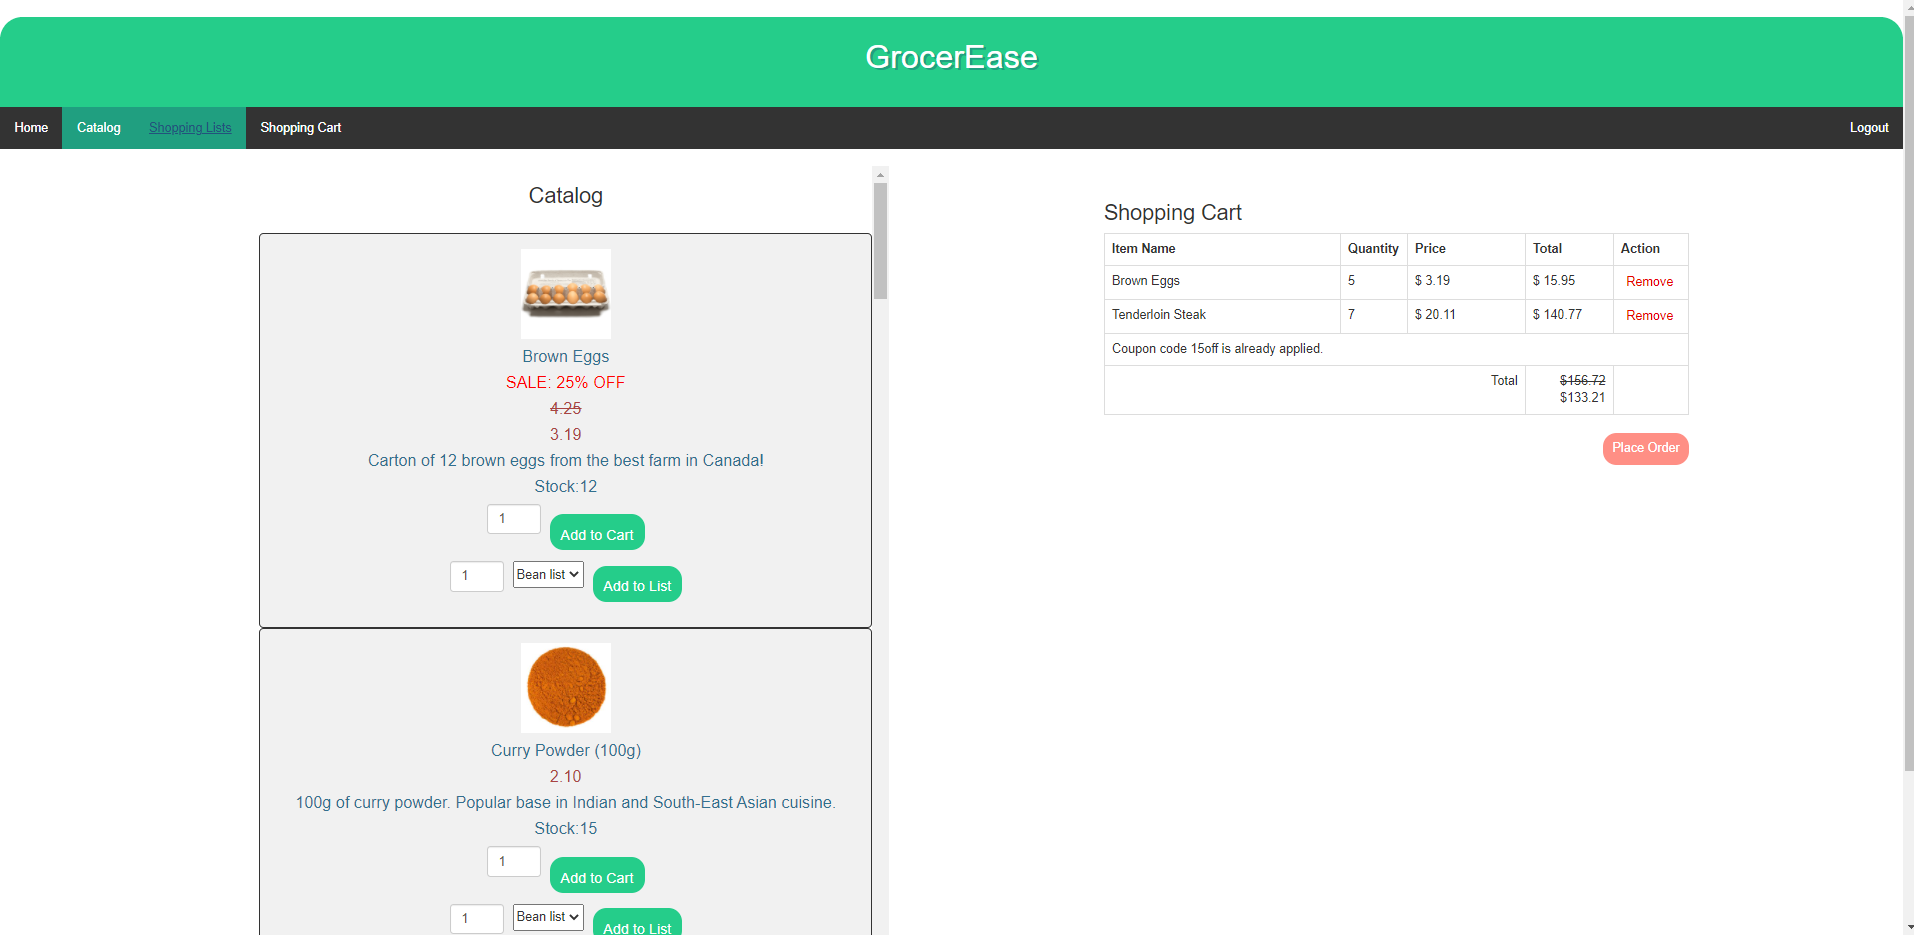 GrocerEase
Home Catalog Shopping Lists Shopping Cart Logout
Catalog
Brown Eggs
SALE: 25% OFF
4.25
3.19
Carton of 12 brown eggs from the best farm in Canada!
Stock:12
1 Add to Cart
1 Bean list Add to List
Curry Powder (100g)
2.10
100g of curry powder. Popular base in Indian and South-East Asian cuisine.
Stock:15
1 Add to Cart
1 Bean list Add to List
Shopping Cart
Item Name Quantity Price Total Action
Brown Eggs 5 $ 3.19 $ 15.95 Remove
Tenderloin Steak 7 $ 20.11 $ 140.77 Remove
Coupon code 15off is already applied.
Total $156.72
$133.21
Place Order